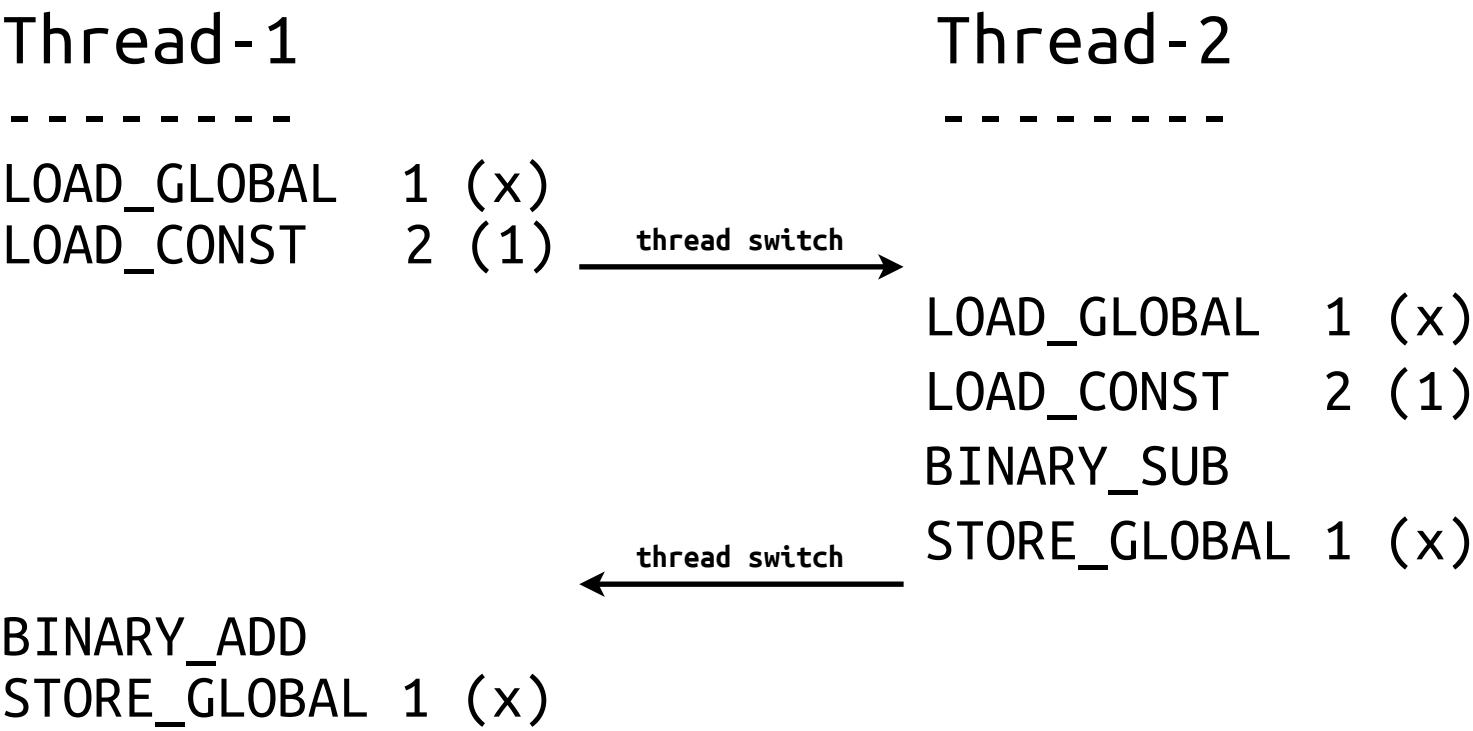 Thread-1
---------
LOAD_GLOBAL 1 (x)
LOAD_CONST 2 (1)
thread switch
Thread-2
---------
LOAD_GLOBAL 1 (x)
LOAD_CONST 2 (1)
BINARY_SUB
STORE_GLOBAL 1 (x)
thread switch
BINARY_ADD
STORE_GLOBAL 1 (x)